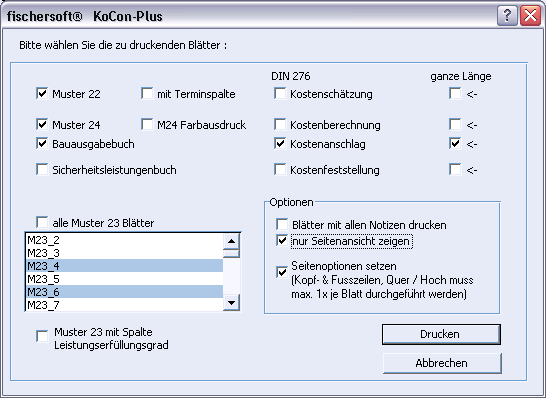 fischersoft® KoCon-Plus
Bitte wählen Sie die zu druckenden Blätter :
DIN 276 ganze Länge
Muster 22 mit Terminspalte Kostenschätzung <-
Muster 24 M24 Farbausdruck Kostenberechnung <-
Bauausgabebuch Kostenanschlag <-
Sicherheitsleistungenbuch Kostenfeststellung <-
alle Muster 23 Blätter
M23_2
M23_3
M23_4
M23_5
M23_6
M23_7
Muster 23 mit Spalte
Leistungserfüllungsgrad
Optionen
Blätter mit allen Notizen drucken
nur Seitenansicht zeigen
Seitenoptionen setzen
(Kopf- & Fusszeilen, Quer / Hoch muss
max. 1x je Blatt durchgeführt werden)
Drucken
Abbrechen